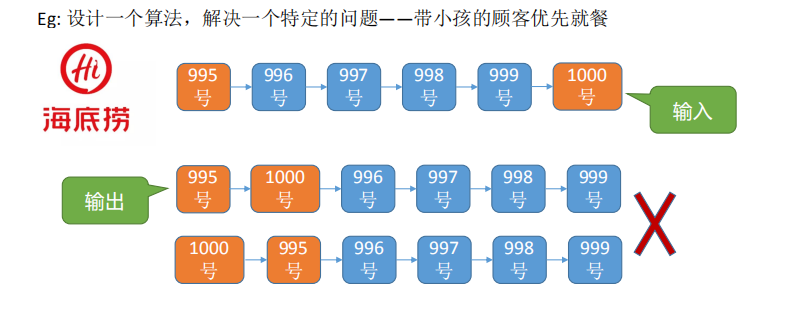 Eg: 设计一个算法，解决一个特定的问题——带小孩的顾客优先就餐
Hi
海底捞
995号 996号 997号 998号 999号 1000号
输入
输出
995号 1000号 996号 997号 998号 999号
1000号 995号 996号 997号 998号 999号